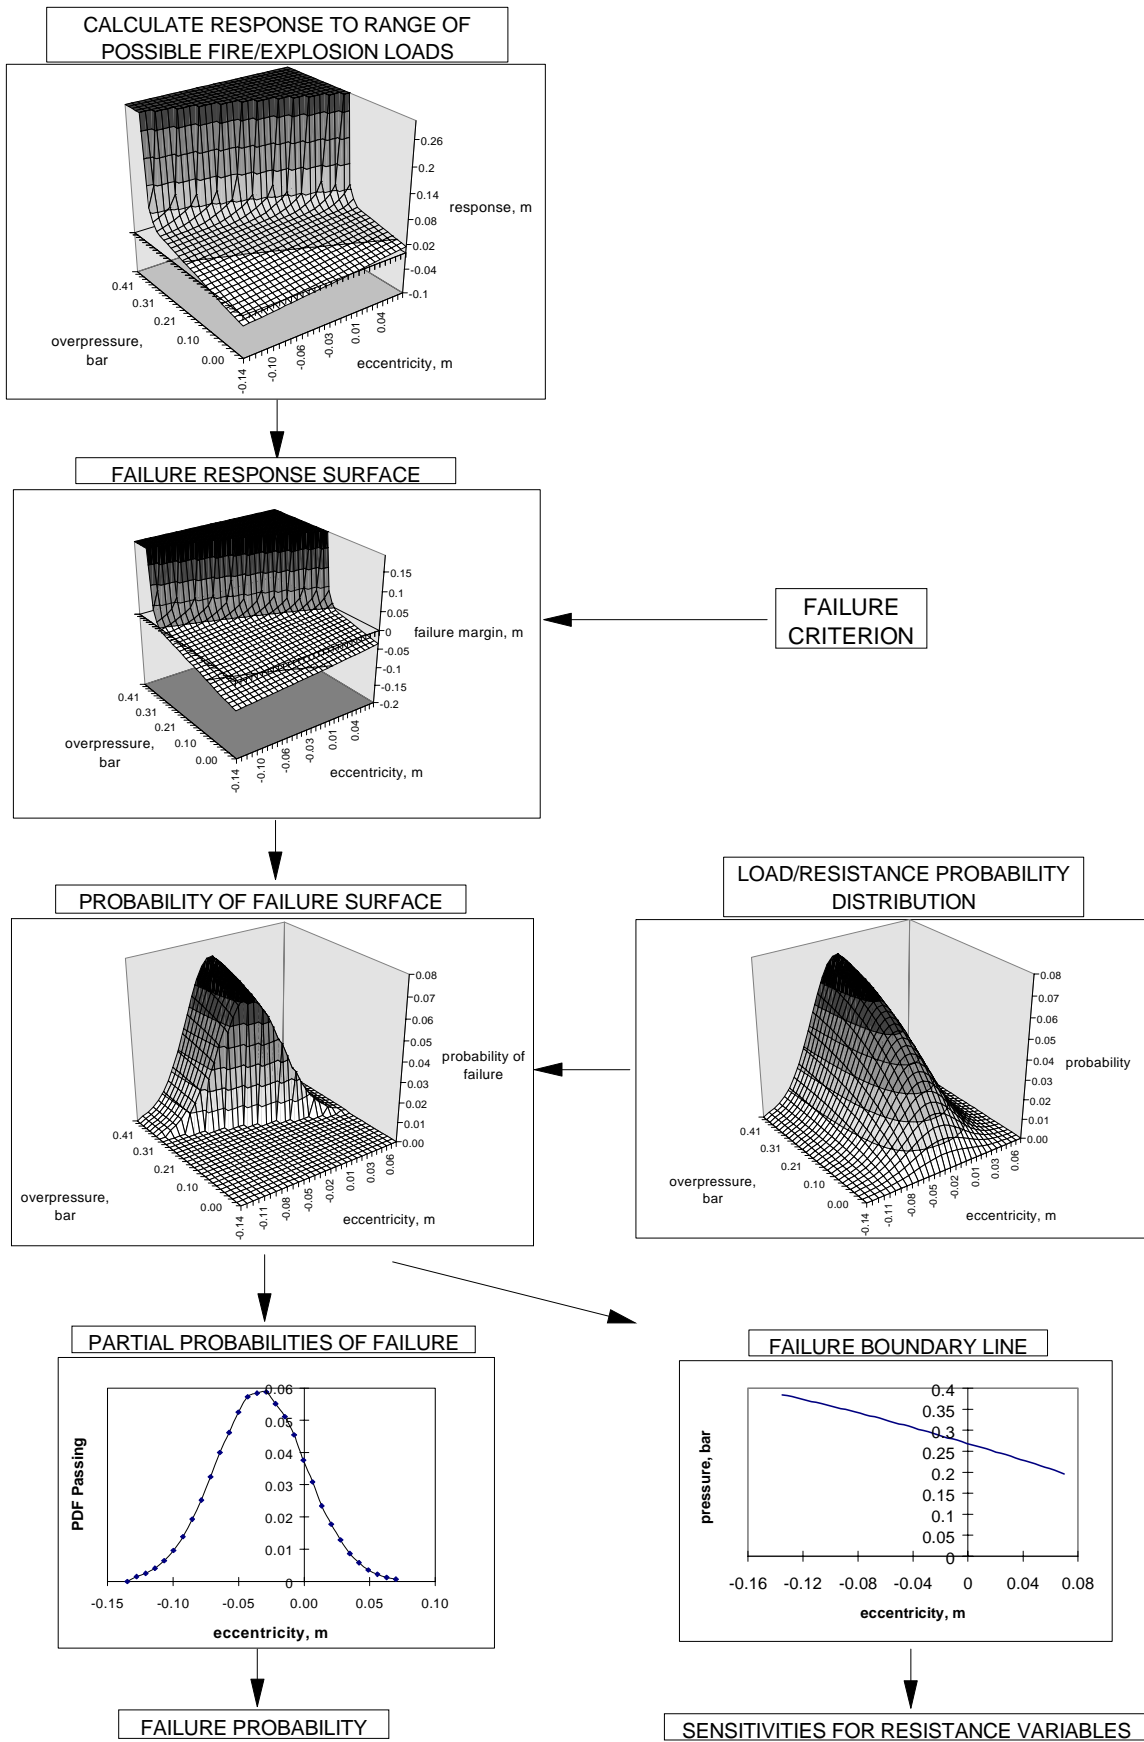 CALCULATE RESPONSE TO RANGE OF
POSSIBLE FIRE/EXPLOSION LOADS
0.26
0.2
0.14
0.08
0.02
-0.04
-0.1
response, m
0.41
0.31
0.21
0.10
0.00
overpressure,
bar
-0.14
-0.10
-0.06
-0.03
0.01
0.04
eccentricity, m
FAILURE RESPONSE SURFACE
0.15
0.1
0.05
0
-0.05
-0.1
-0.15
-0.2
failure margin, m
0.41
0.31
0.21
0.10
0.00
overpressure,
bar
-0.14
-0.10
-0.06
-0.03
0.01
0.04
eccentricity, m
FAILURE
CRITERION
PROBABILITY OF FAILURE SURFACE
0.08
0.07
0.06
0.05
0.04
0.03
0.02
0.01
0.00
probability of
failure
0.41
0.31
0.21
0.10
0.00
overpressure,
bar
-0.14
-0.11
-0.08
-0.05
-0.02
0.01
0.03
0.06
eccentricity, m
LOAD/RESISTANCE PROBABILITY
DISTRIBUTION
0.08
0.07
0.06
0.05
0.04
0.03
0.02
0.01
0.00
probability
0.41
0.31
0.21
0.10
0.00
overpressure,
bar
-0.14
-0.11
-0.08
-0.05
-0.02
0.01
0.03
0.06
eccentricity, m
PARTIAL PROBABILITIES OF FAILURE
0.06
0.05
0.04
0.03
0.02
0.01
0
PDF Passing
-0.15 -0.10 -0.05 0.00 0.05 0.10
eccentricity, m
FAILURE PROBABILITY
FAILURE BOUNDARY LINE
0.4
0.35
0.3
0.25
0.2
0.15
0.1
0.05
0
pressure, bar
-0.16 -0.12 -0.08 -0.04 0 0.04 0.08
eccentricity, m
SENSITIVITIES FOR RESISTANCE VARIABLES